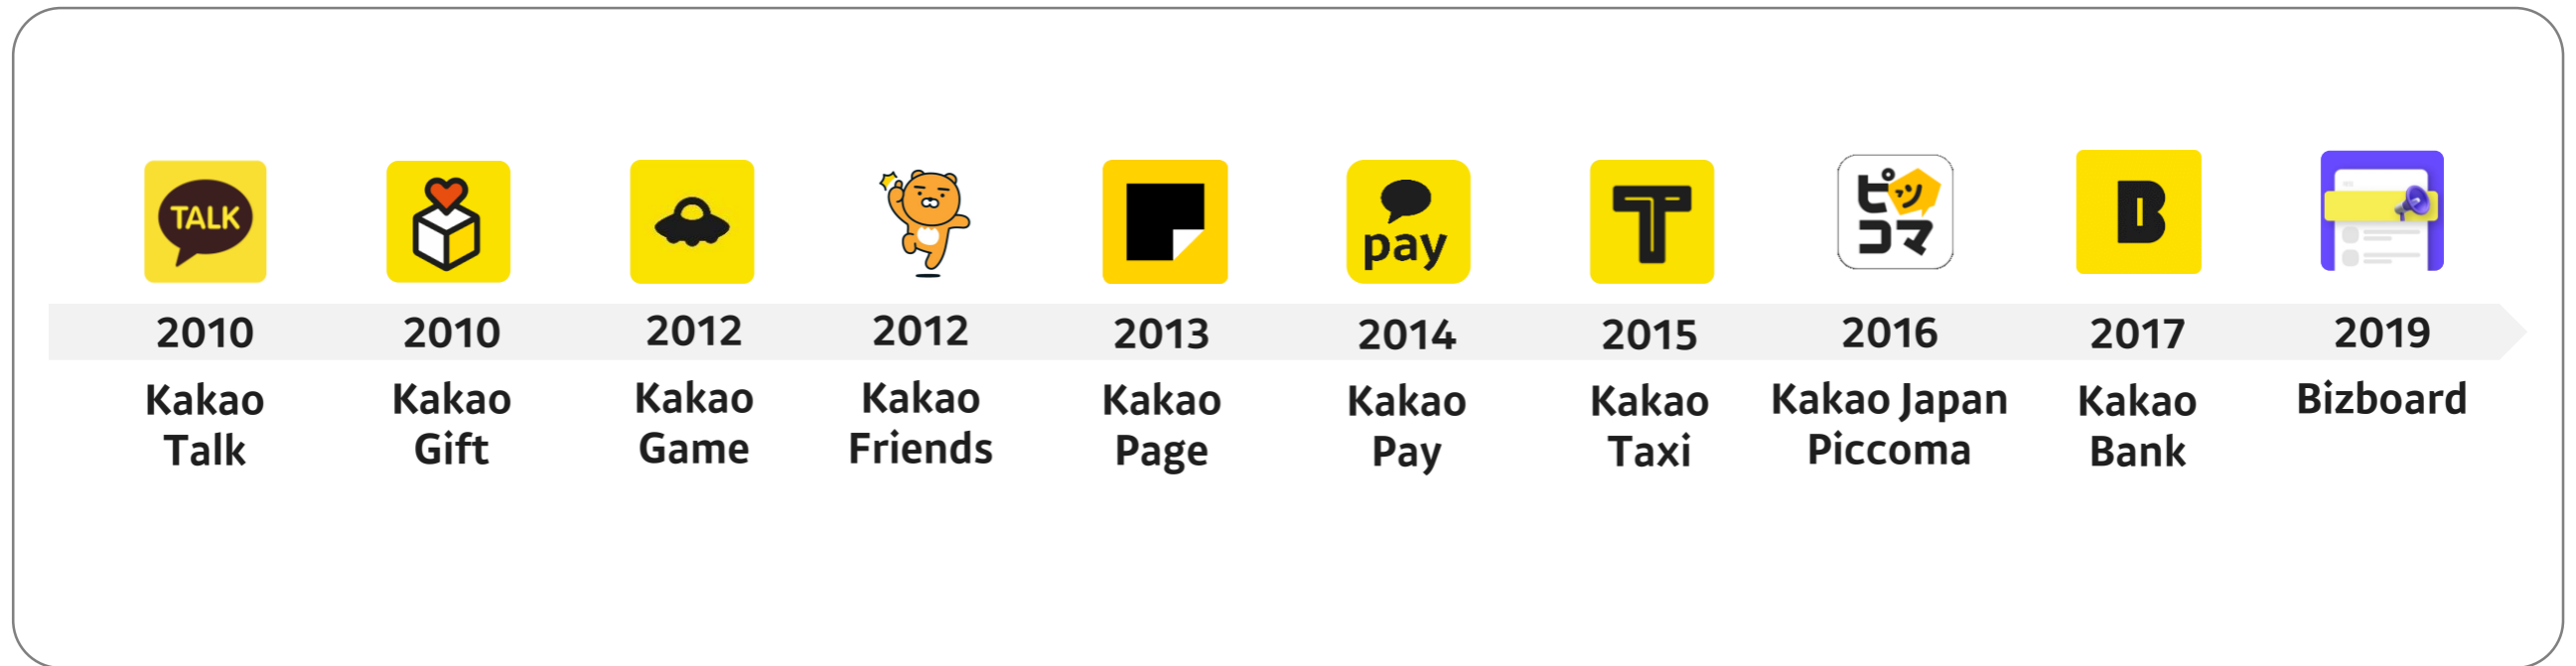 TALK
pay
T
ピッ
コマ
B
2010
2010
2012
2012
2013
2014
2015
2016
2017
2019
Kakao
Talk
Kakao
Gift
Kakao
Game
Kakao
Friends
Kakao
Page
Kakao
Pay
Kakao
Taxi
Kakao Japan
Piccoma
Kakao
Bank
Bizboard